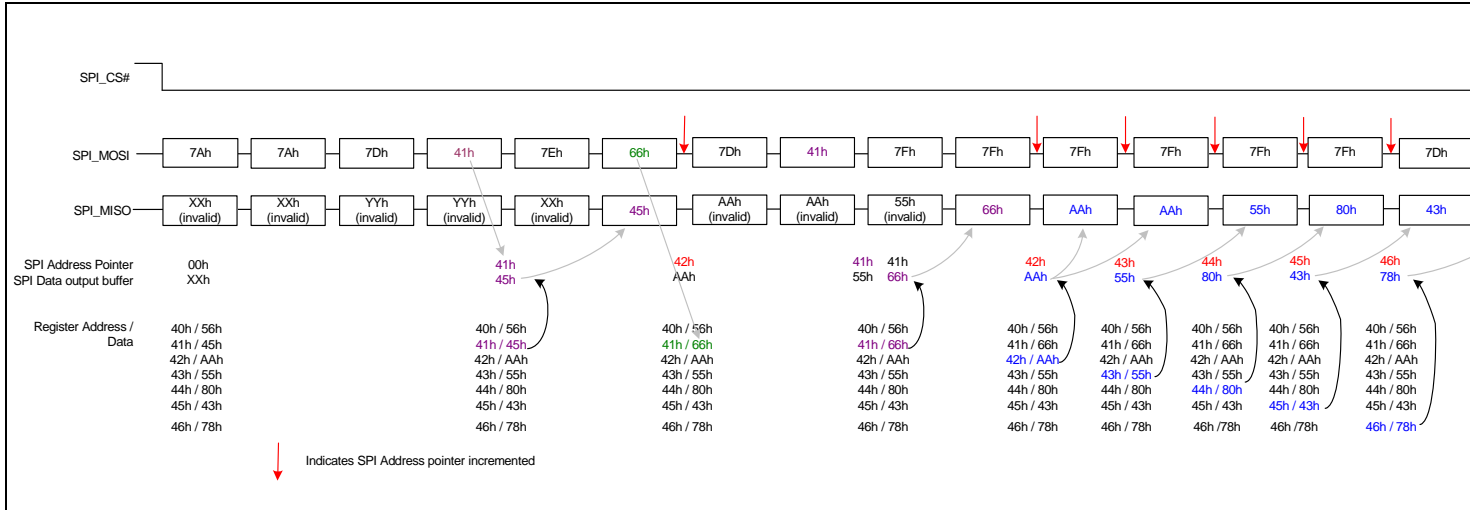 SPI_CS#
SPI_MOSI 7Ah 7Ah 7Dh 41h 7Eh 66h 7Dh 41h 7Fh 7Fh 7Fh 7Fh 7Fh 7Fh 7Dh
SPI_MISO XXh (invalid) XXh (invalid) YYh (invalid) YYh (invalid) XXh (invalid) 45h AAh (invalid) AAh (invalid) 55h (invalid) 66h AAh AAh 55h 80h 43h
SPI Address Pointer 00h 41h 42h 41h 41h 42h 43h 44h 45h 46h
SPI Data output buffer XXh 45h AAh 55h 66h AAh 55h 80h 43h 78h
Register Address / Data
40h / 56h 40h / 56h 40h / 56h 40h / 56h 40h / 56h 40h / 56h 40h / 56h 40h / 56h 40h / 56h
41h / 45h 41h / 45h 41h / 66h 41h / 66h 41h / 66h 41h / 66h 41h / 66h 41h / 66h 41h / 66h
42h / AAh 42h / AAh 42h / AAh 42h / AAh 42h / AAh 42h / AAh 42h / AAh 42h / AAh 42h / AAh
43h / 55h 43h / 55h 43h / 55h 43h / 55h 43h / 55h 43h / 55h 43h / 55h 43h / 55h 43h / 55h
44h / 80h 44h / 80h 44h / 80h 44h / 80h 44h / 80h 44h / 80h 44h / 80h 44h / 80h 44h / 80h
45h / 43h 45h / 43h 45h / 43h 45h / 43h 45h / 43h 45h / 43h 45h / 43h 45h / 43h 45h / 43h
46h / 78h 46h / 78h 46h / 78h 46h / 78h 46h / 78h 46h / 78h 46h /78h 46h /78h 46h / 78h
Indicates SPI Address pointer incremented